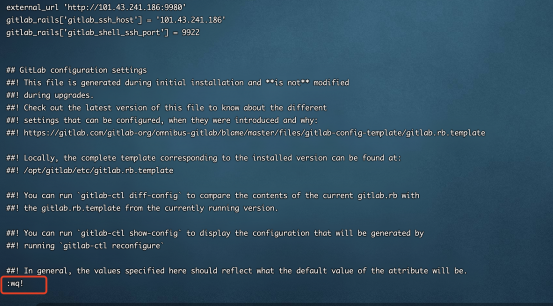 external_url 'http://101.43.241.186:9980'
gitlab_rails['gitlab_ssh_host'] = '101.43.241.186'
gitlab_rails['gitlab_shell_ssh_port'] = 9922
## GitLab configuration settings
##! This file is generated during initial installation and **is not** modified
##! during upgrades.
##! Check out the latest version of this file to know about the different
##! settings that can be configured, when they were introduced and why:
##! https://gitlab.com/gitlab-org/omnibus-gitlab/blame/master/files/gitlab-config-template/gitlab.rb.template
##! Locally, the complete template corresponding to the installed version can be found at:
##! /opt/gitlab/etc/gitlab.rb.template
##! You can run `gitlab-ctl diff-config` to compare the contents of the current gitlab.rb with
##! the gitlab.rb.template from the currently running version.
##! You can run `gitlab-ctl show-config` to display the configuration that will be generated by
##! running `gitlab-ctl reconfigure`
##! In general, the values specified here should reflect what the default value of the attribute will be.
:wq!